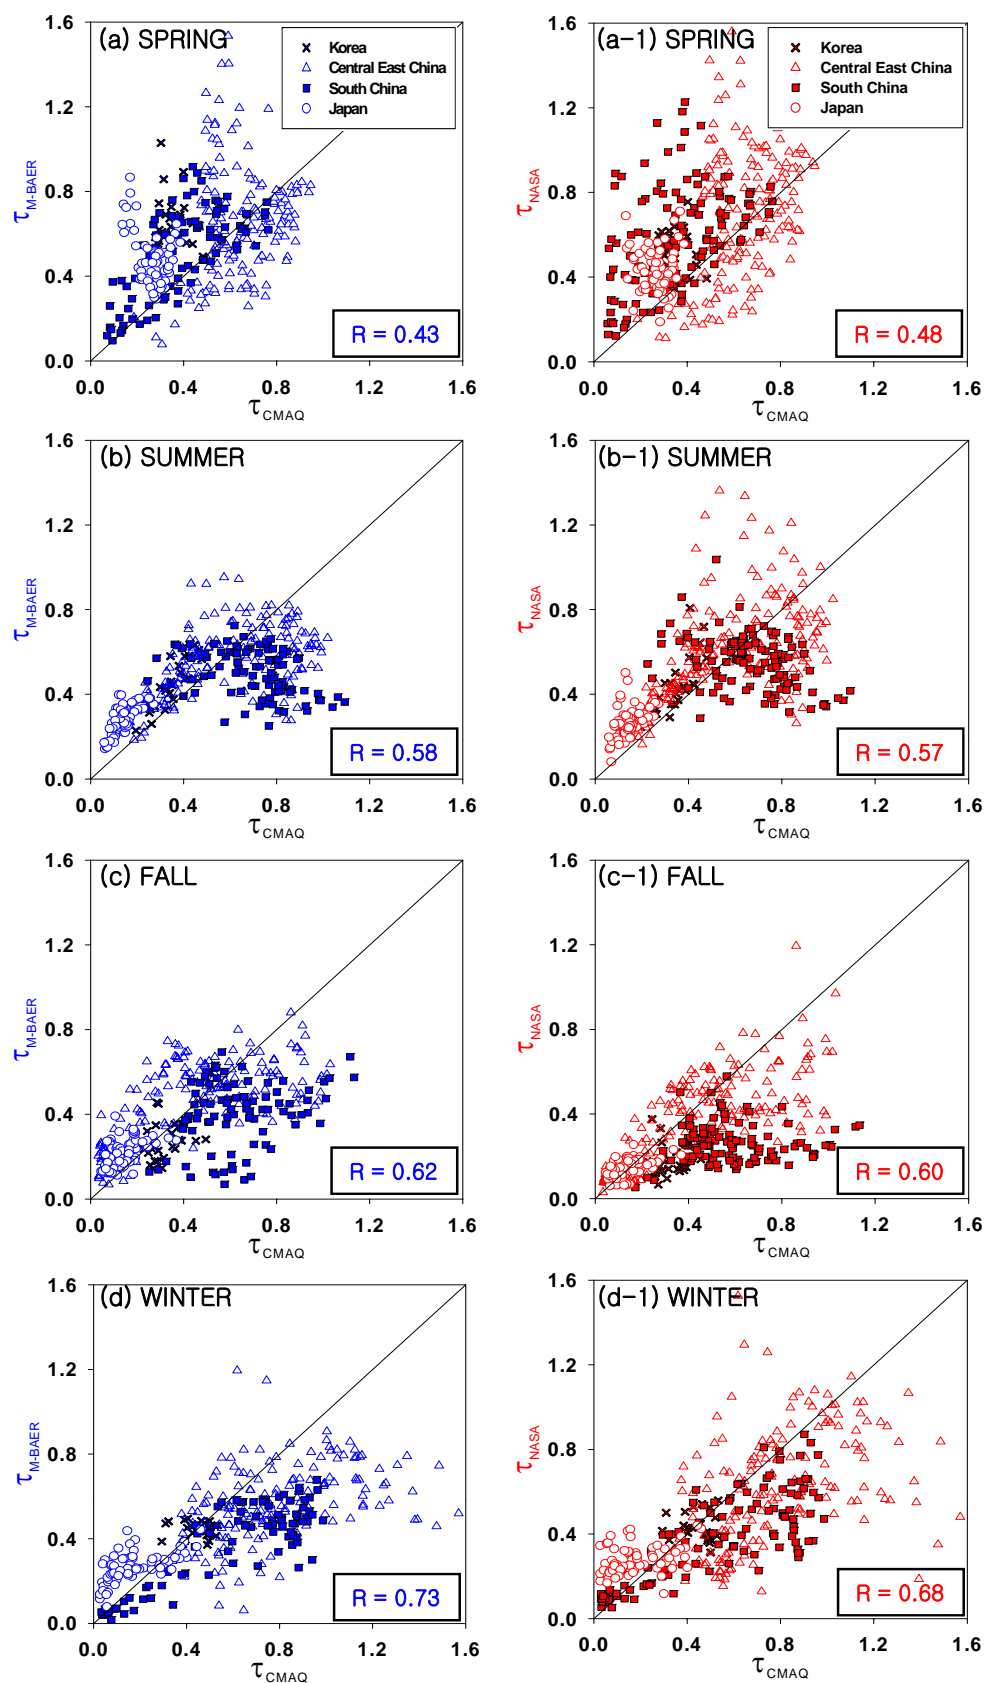 (a) SPRING
1.6
1.2
0.8
0.4
0.0
τM-BAER
Korea
Central East China
South China
Japan
R = 0.43
0.0 0.4 0.8 1.2 1.6
τCMAQ
(a-1) SPRING
1.6
1.2
0.8
0.4
0.0
τNASA
Korea
Central East China
South China
Japan
R = 0.48
0.0 0.4 0.8 1.2 1.6
τCMAQ
(b) SUMMER
1.6
1.2
0.8
0.4
0.0
τM-BAER
R = 0.58
0.0 0.4 0.8 1.2 1.6
τCMAQ
(b-1) SUMMER
1.6
1.2
0.8
0.4
0.0
τNASA
R = 0.57
0.0 0.4 0.8 1.2 1.6
τCMAQ
(c) FALL
1.6
1.2
0.8
0.4
0.0
τM-BAER
R = 0.62
0.0 0.4 0.8 1.2 1.6
τCMAQ
(c-1) FALL
1.6
1.2
0.8
0.4
0.0
τNASA
R = 0.60
0.0 0.4 0.8 1.2 1.6
τCMAQ
(d) WINTER
1.6
1.2
0.8
0.4
0.0
τM-BAER
R = 0.73
0.0 0.4 0.8 1.2 1.6
τCMAQ
(d-1) WINTER
1.6
1.2
0.8
0.4
0.0
τNASA
R = 0.68
0.0 0.4 0.8 1.2 1.6
τCMAQ